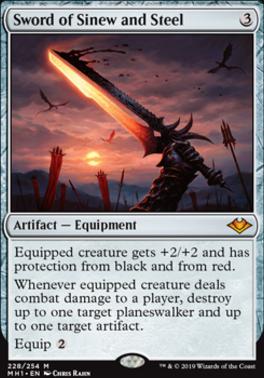 Sword of Sinew and Steel 3
Artifact — Equipment
Equipped creature gets +2/+2 and has
protection from black and from red.
Whenever equipped creature deals
combat damage to a player, destroy
up to one target planeswalker and up
to one target artifact.
Equip 2
228/254 M
MH1 • EN Chris Rahn
™ & © 2019 Wizards of the Coast